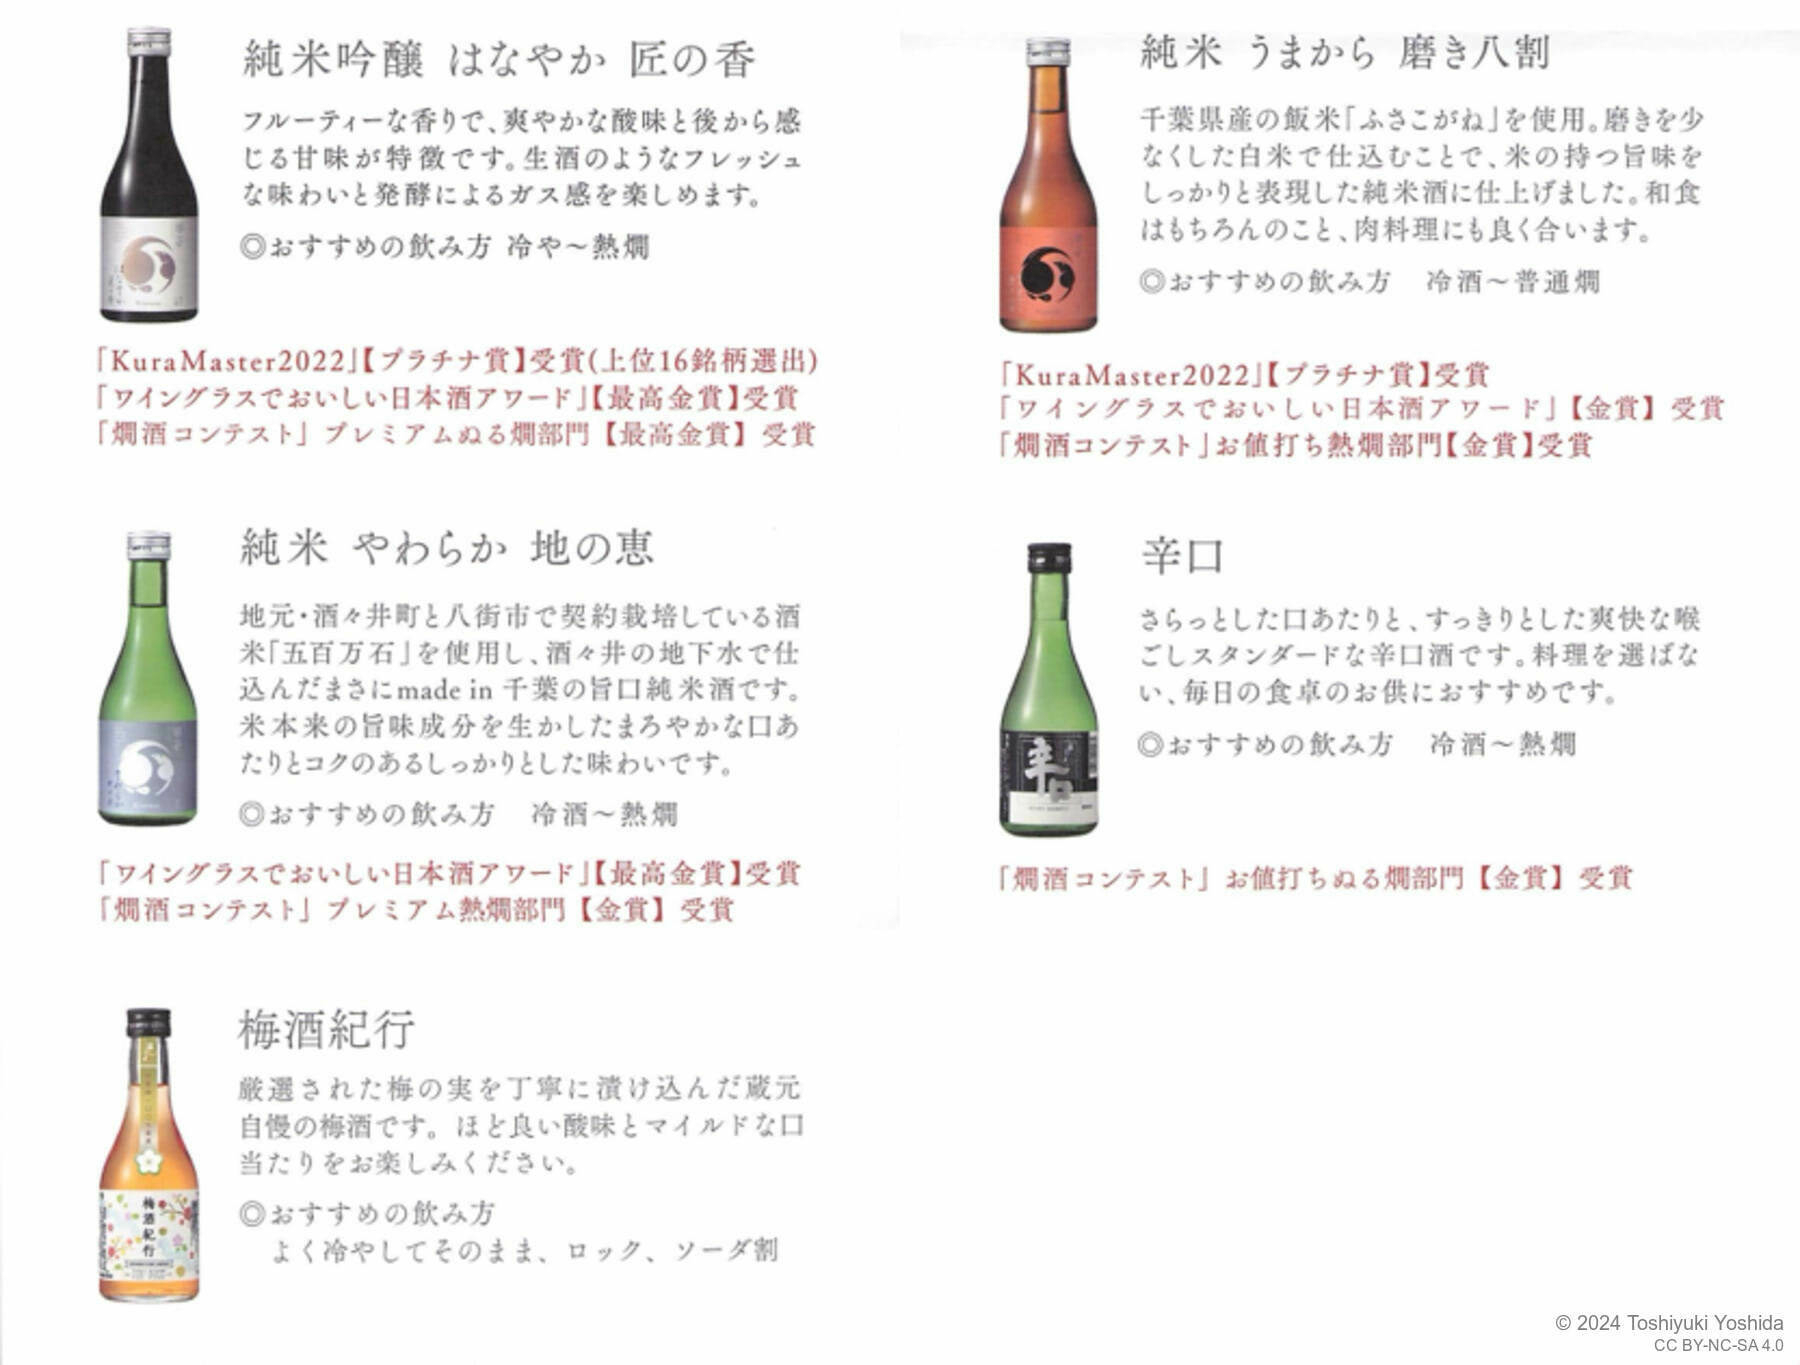 純米吟醸 はなやか 匠の香
フルーティーな香りで、爽やかな酸味と後から感
じる甘味が特徴です。生酒のようなフレッシュ
な味わいと発酵によるガス感を楽しめます。
◎おすすめの飲み方 冷や〜熱燗
「KuraMaster2022」【プラチナ賞】受賞(上位16銘柄選出)
「ワイングラスでおいしい日本酒アワード」【最高金賞】受賞
「燗酒コンテスト」プレミアムぬる燗部門【最高金賞】受賞
純米 やわらか 地の恵
地元・酒々井町と八街市で契約栽培している酒
米「五百万石」を使用し、酒々井の地下水で仕
込んだまさにmade in 千葉の旨口純米酒です。
米本来の旨味成分を生かしたまろやかな口あ
たりとコクのあるしっかりとした味わいです。
◎おすすめの飲み方 冷酒〜熱燗
「ワイングラスでおいしい日本酒アワード」【最高金賞】受賞
「燗酒コンテスト」プレミアム熱燗部門【金賞】受賞
梅酒紀行
厳選された梅の実を丁寧に漬け込んだ蔵元
自慢の梅酒です。ほど良い酸味とマイルドな口
当たりをお楽しみください。
◎おすすめの飲み方
よく冷やしてそのまま、ロック、ソーダ割
梅酒紀行
純米 うまから 磨き八割
千葉県産の飯米「ふさこがね」を使用。磨きを少
なくした白米で仕込むことで、米の持つ旨味を
しっかりと表現した純米酒に仕上げました。和食
はもちろんのこと、肉料理にも良く合います。
◎おすすめの飲み方 冷酒〜普通燗
「KuraMaster2022」【プラチナ賞】受賞
「ワイングラスでおいしい日本酒アワード」【金賞】受賞
「燗酒コンテスト」お値打ち熱燗部門【金賞】受賞
辛口
さらっとした口あたりと、すっきりとした爽快な喉
ごしスタンダードな辛口酒です。料理を選ばな
い、毎日の食卓のお供におすすめです。
◎おすすめの飲み方 冷酒〜熱燗
辛口
「燗酒コンテスト」お値打ちぬる燗部門【金賞】受賞
© 2024 Toshiyuki Yoshida
CC BY-NC-SA 4.0